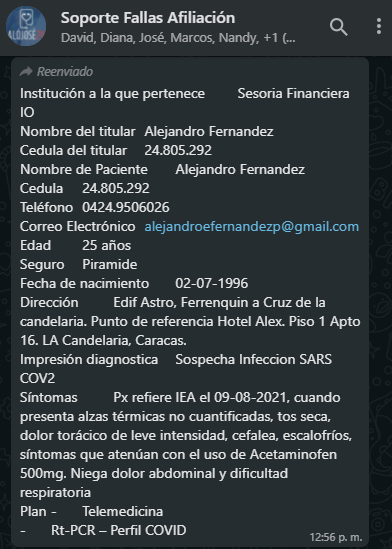 Soporte Fallas Afiliación
David, Diana, José, Marcos, Nandy, +1 (...
ALOJOSÉ
Reenviado
Institución a la que pertenece Sesoria Financiera
IO
Nombre del titular Alejandro Fernandez
Cedula del titular 24.805.292
Nombre de Paciente Alejandro Fernandez
Cedula 24.805.292
Teléfono 0424.9506026
Correo Electrónico alejandroefernandezp@gmail.com
Edad 25 años
Seguro Piramide
Fecha de nacimiento 02-07-1996
Dirección Edif Astro, Ferrenquin a Cruz de la
candelaria. Punto de referencia Hotel Alex. Piso 1 Apto
16. LA Candelaria, Caracas.
Impresión diagnostica Sospecha Infeccion SARS
COV2
Síntomas Px refiere IEA el 09-08-2021, cuando
presenta alzas térmicas no cuantificadas, tos seca,
dolor torácico de leve intensidad, cefalea, escalofríos,
síntomas que atenúan con el uso de Acetaminofen
500mg. Niega dolor abdominal y dificultad
respiratoria
Plan - Telemedicina
- Rt-PCR – Perfil COVID
12:56 p. m.